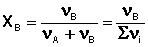 X_B = ν_B / (ν_A + ν_B) = ν_B / Σν_i